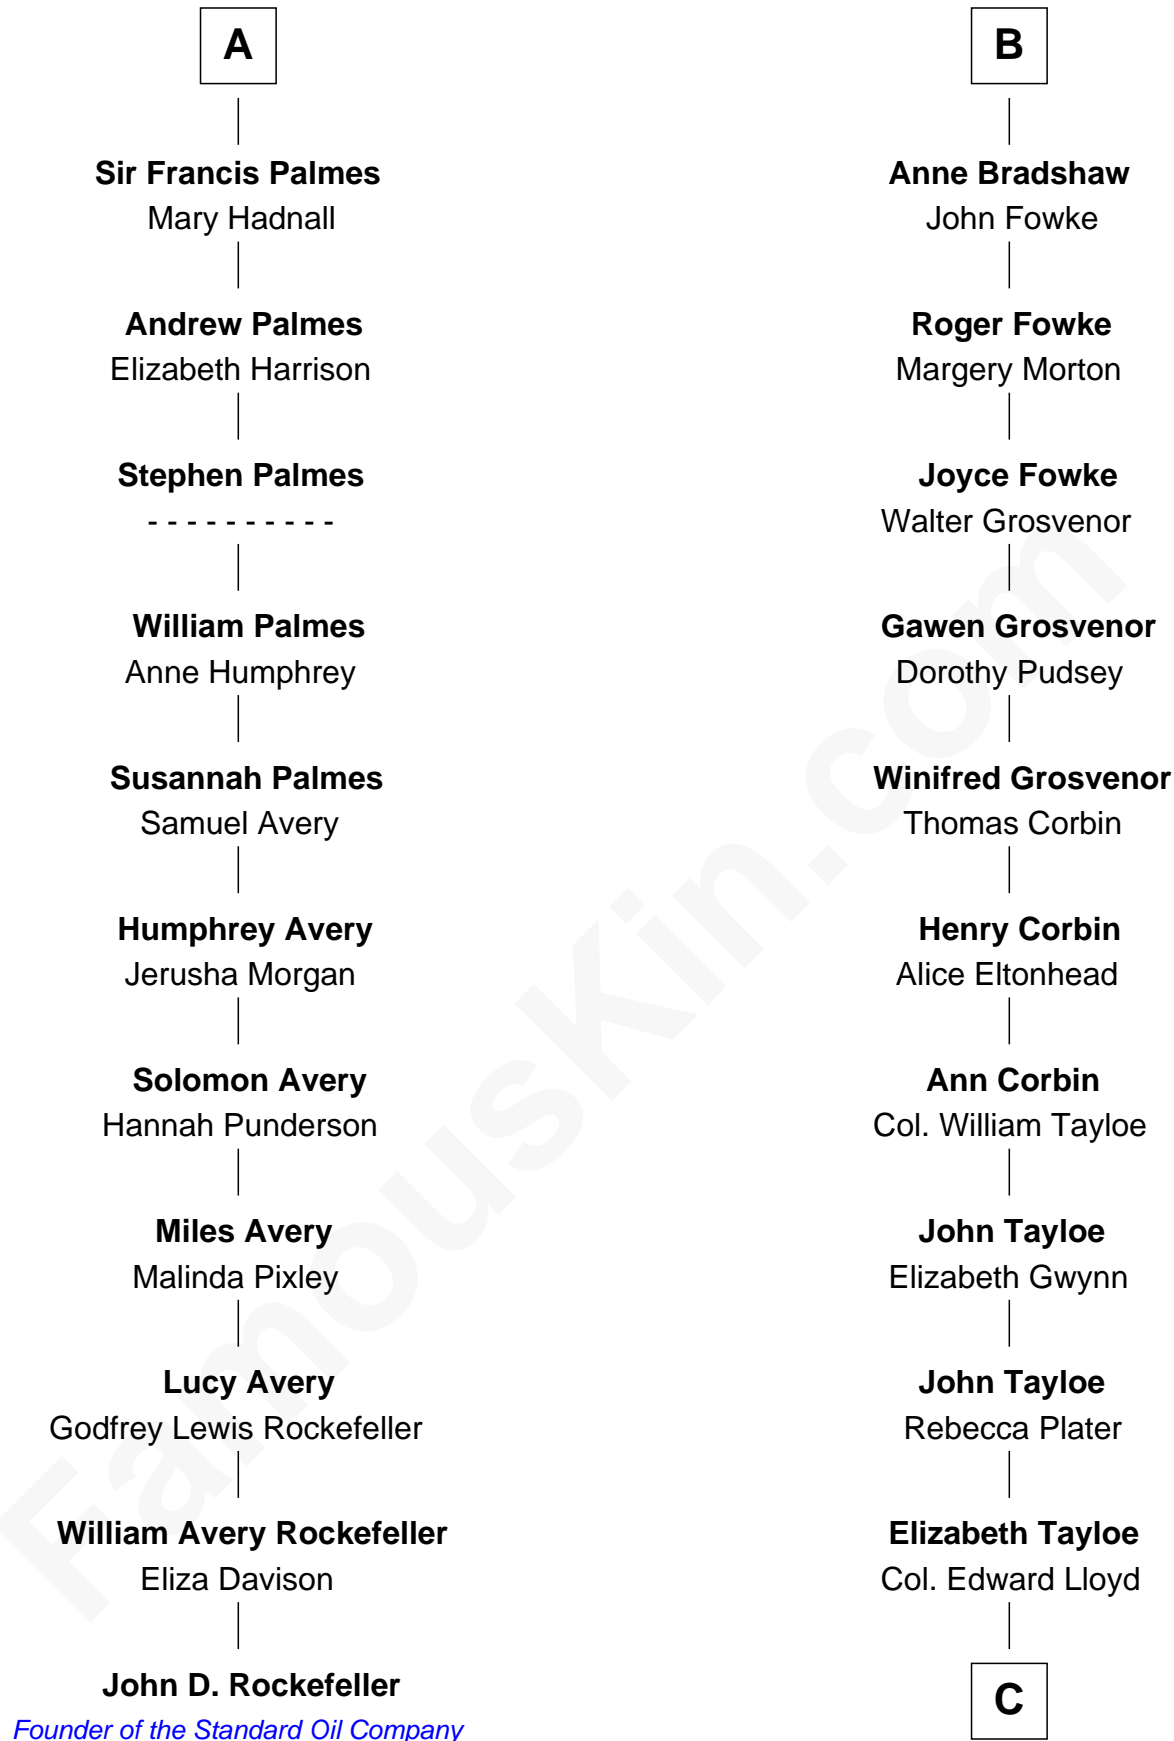 A
Sir Francis Palmes
Mary Hadnall
Andrew Palmes
Elizabeth Harrison
Stephen Palmes
- - - - - - - - - -
William Palmes
Anne Humphrey
Susannah Palmes
Samuel Avery
Humphrey Avery
Jerusha Morgan
Solomon Avery
Hannah Punderson
Miles Avery
Malinda Pixley
Lucy Avery
Godfrey Lewis Rockefeller
William Avery Rockefeller
Eliza Davison
John D. Rockefeller
Founder of the Standard Oil Company
B
Anne Bradshaw
John Fowke
Roger Fowke
Margery Morton
Joyce Fowke
Walter Grosvenor
Gawen Grosvenor
Dorothy Pudsey
Winifred Grosvenor
Thomas Corbin
Henry Corbin
Alice Eltonhead
Ann Corbin
Col. William Tayloe
John Tayloe
Elizabeth Gwynn
John Tayloe
Rebecca Plater
Elizabeth Tayloe
Col. Edward Lloyd
C
FamousKin.com